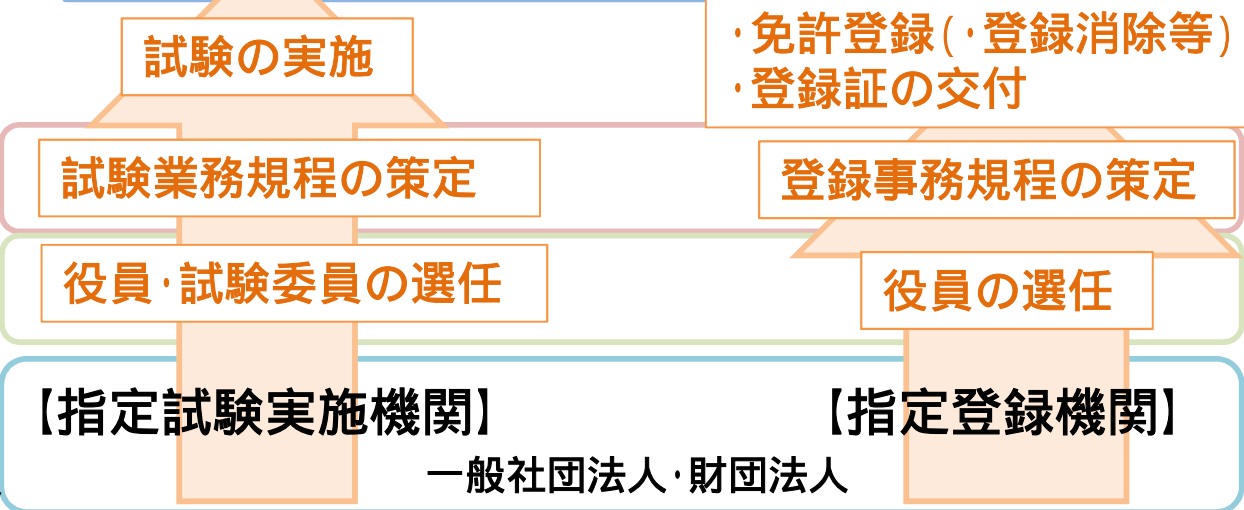 試験の実施
・免許登録(・登録消除等)
・登録証の交付
試験業務規程の策定
登録事務規程の策定
役員・試験委員の選任
役員の選任
【指定試験実施機関】
【指定登録機関】
一般社団法人・財団法人